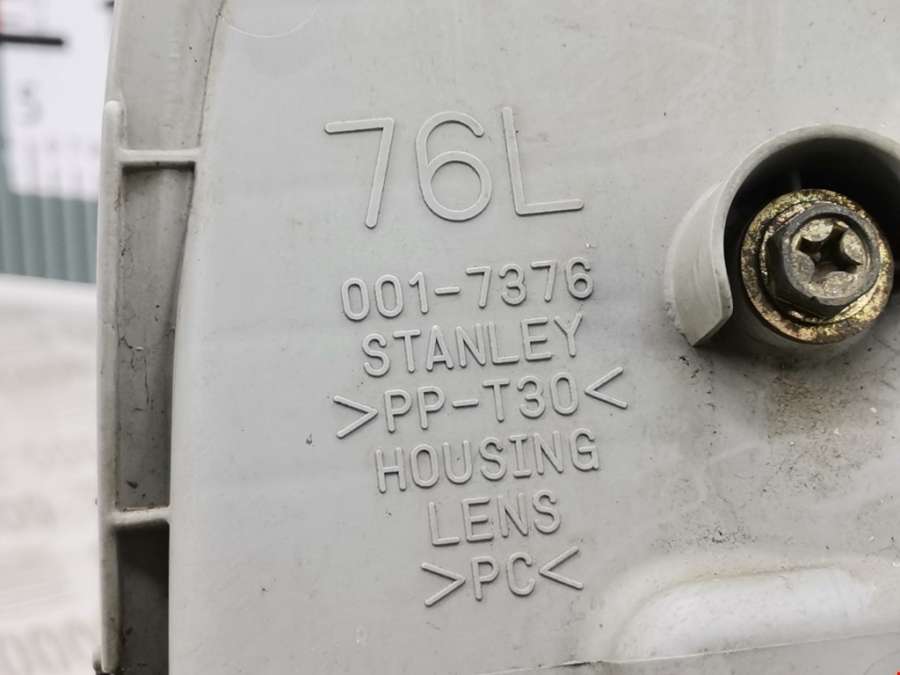 76L
001-7376
STANLEY
>PP-T30<
HOUSING
LENS
>PC<